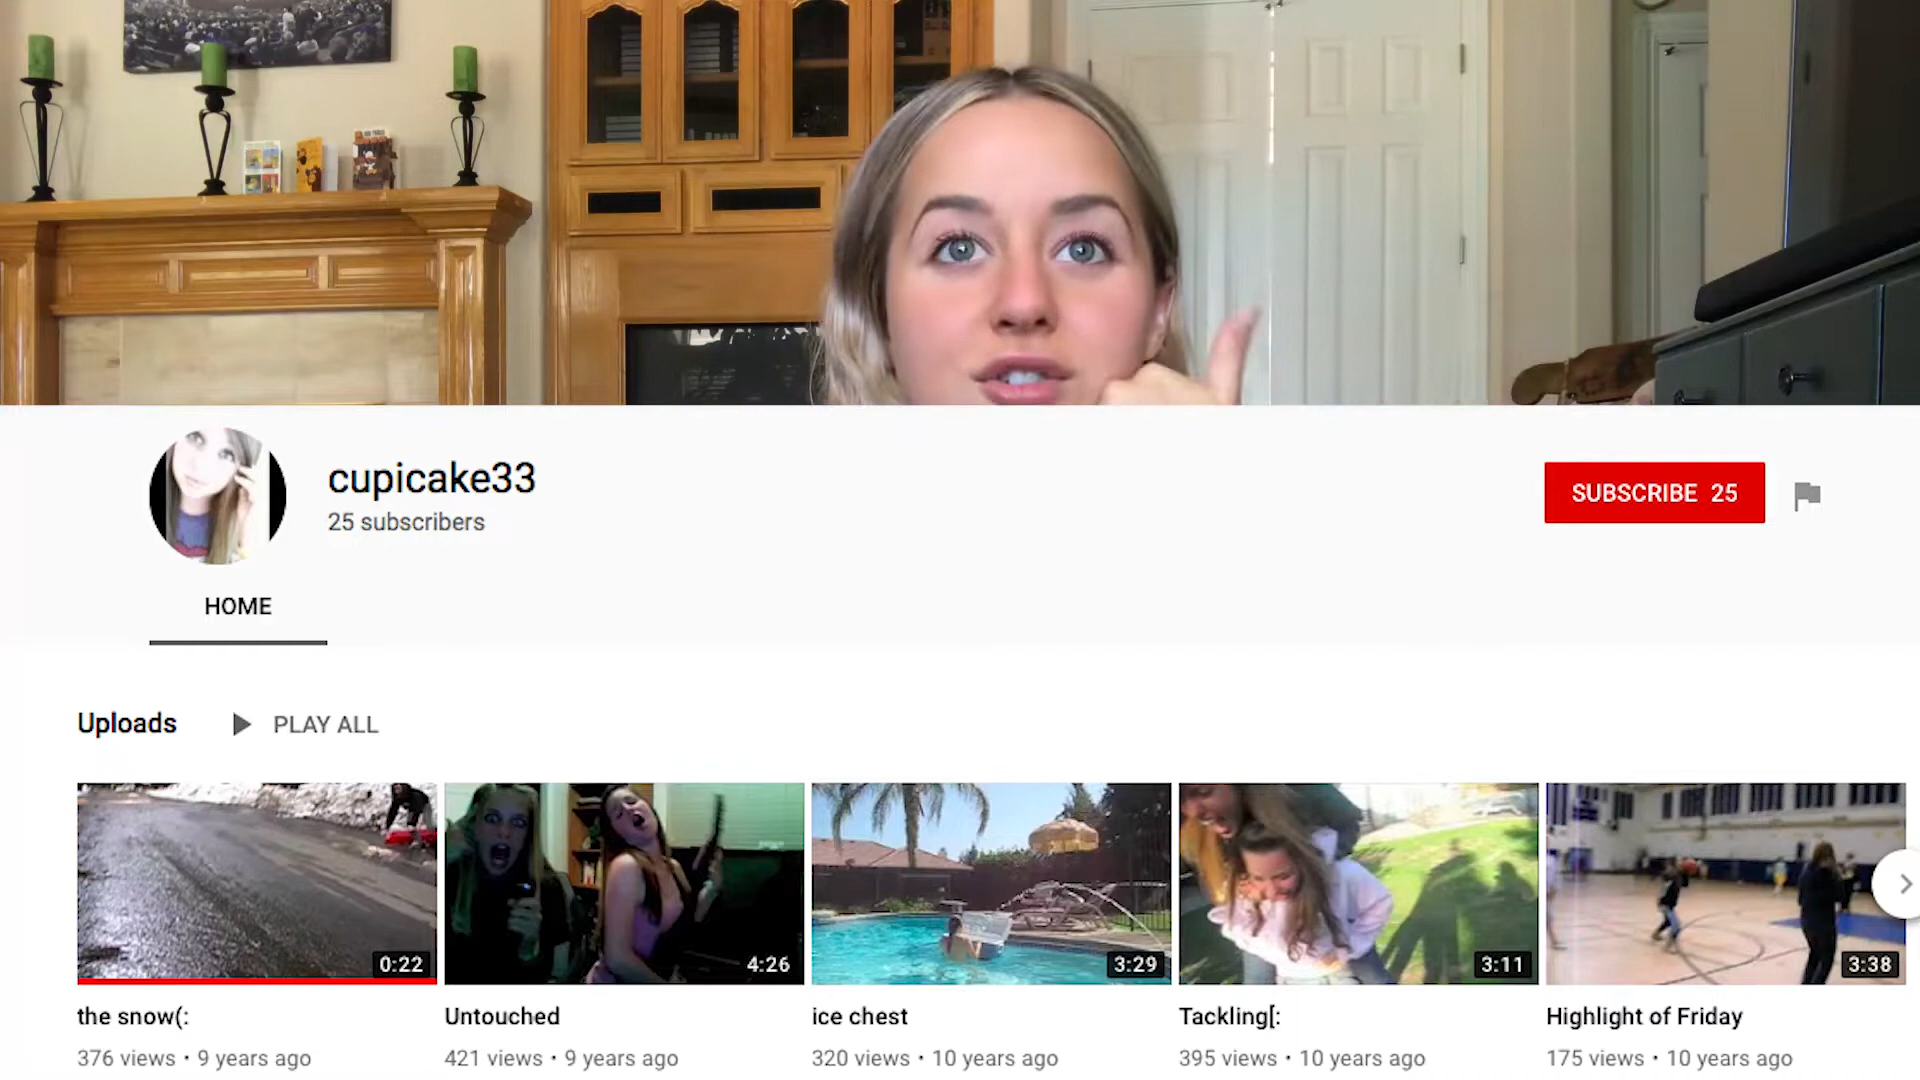 cupicake33
25 subscribers
SUBSCRIBE 25
HOME
Uploads
PLAY ALL
0:22
4:26
3:29
3:11
3:38
the snow(:
Untouched
ice chest
Tackling[:
Highlight of Friday
376 views • 9 years ago
421 views • 9 years ago
320 views • 10 years ago
395 views • 10 years ago
175 views • 10 years ago